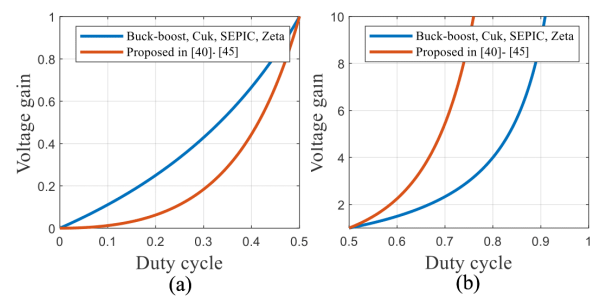 Buck-boost, Cuk, SEPIC, Zeta
Proposed in [40]- [45]
Voltage gain
1
0.8
0.6
0.4
0.2
0
0
0.1
0.2
0.3
0.4
0.5
Duty cycle
(a)
Buck-boost, Cuk, SEPIC, Zeta
Proposed in [40]- [45]
Voltage gain
10
8
6
4
2
0.5
0.6
0.7
0.8
0.9
1
Duty cycle
(b)